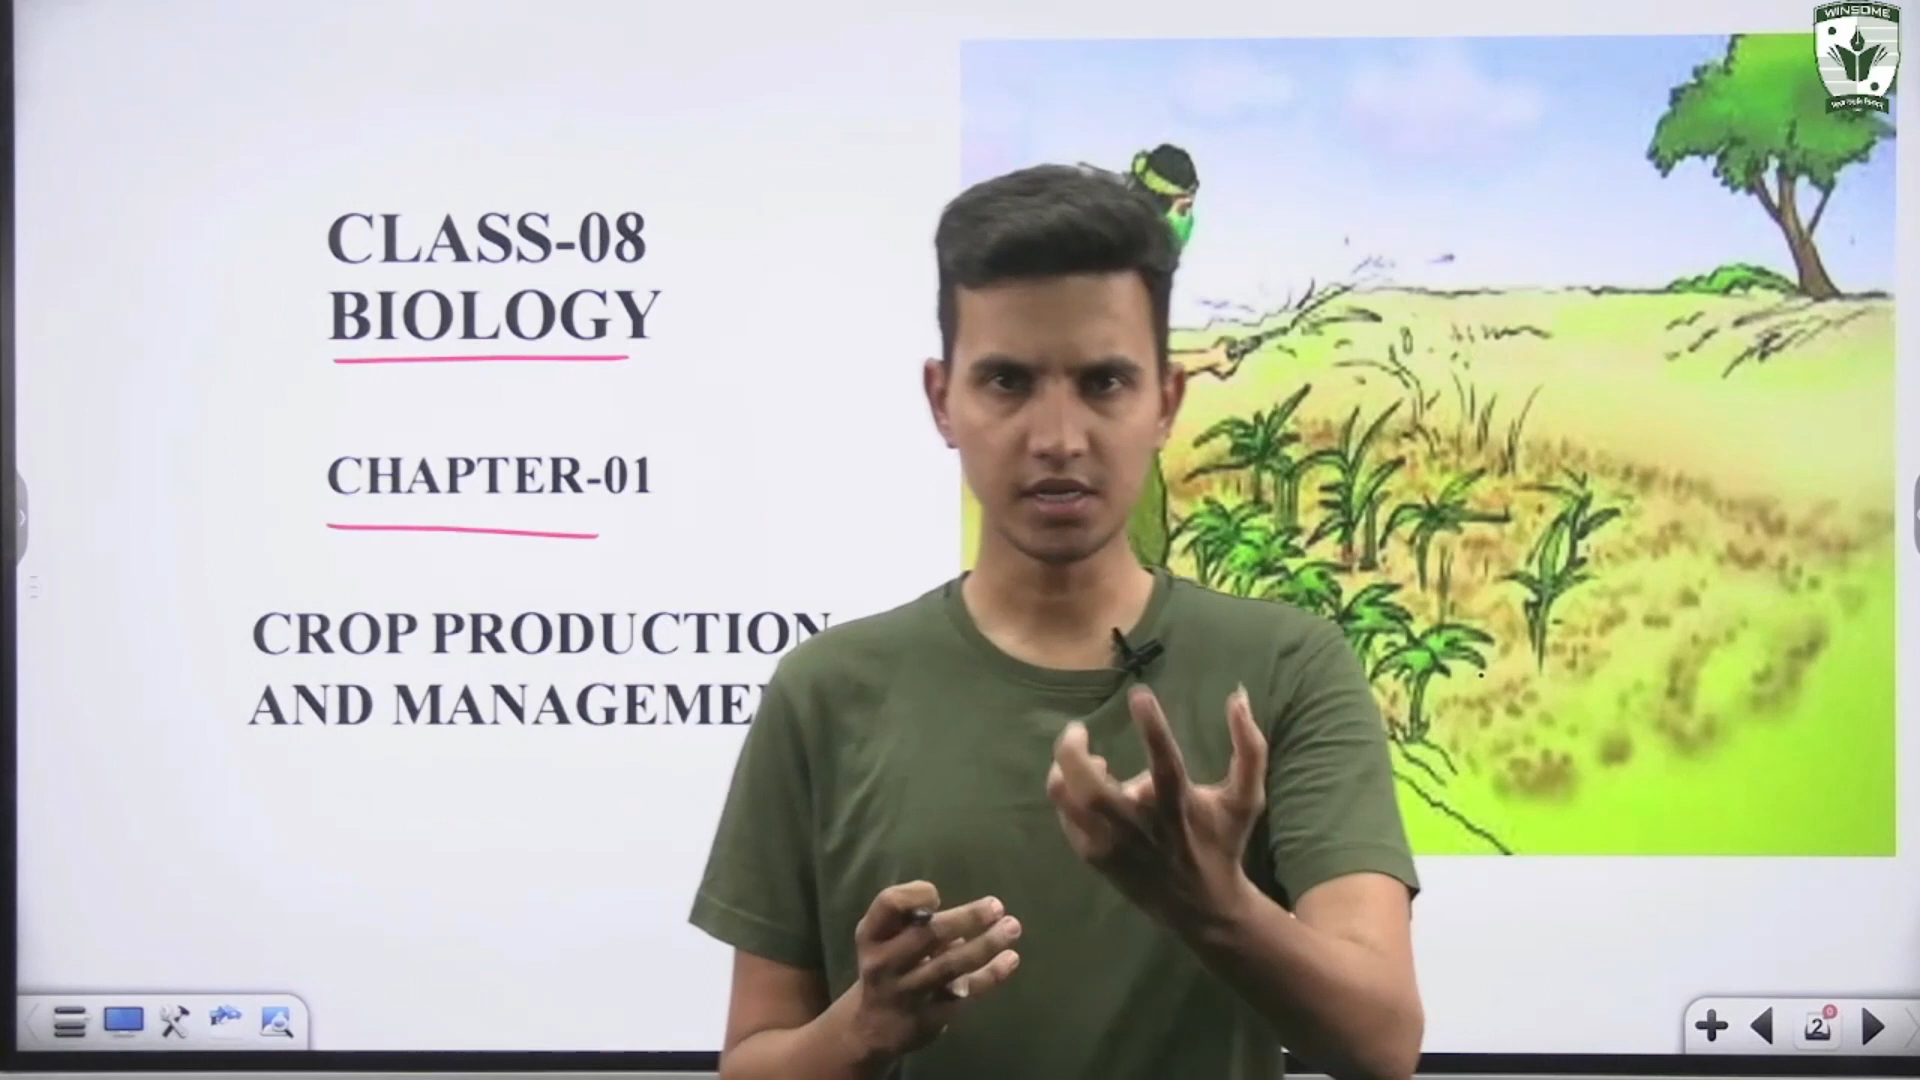 WINSOME
CLASS-08
BIOLOGY
CHAPTER-01
CROP PRODUCTION
AND MANAGEME
2